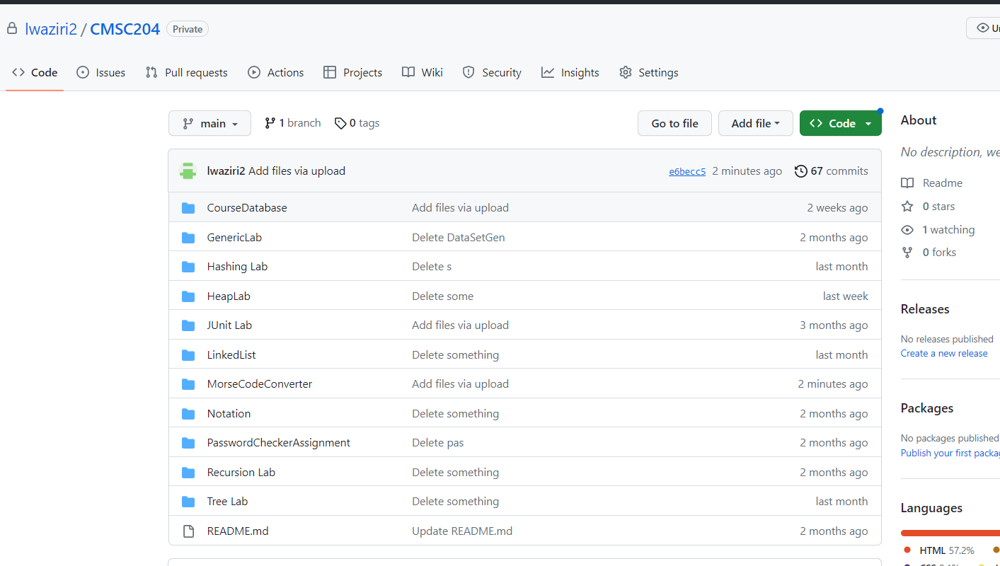 lwaziri2 / CMSC204 Private
Code Issues Pull requests Actions Projects Wiki Security Insights Settings
main 1 branch 0 tags Go to file Add file Code
lwaziri2 Add files via upload e6becc5 2 minutes ago 67 commits
CourseDatabase Add files via upload 2 weeks ago
GenericLab Delete DataSetGen 2 months ago
Hashing Lab Delete s last month
HeapLab Delete some last week
JUnit Lab Add files via upload 3 months ago
LinkedList Delete something last month
MorseCodeConverter Add files via upload 2 minutes ago
Notation Delete something 2 months ago
PasswordCheckerAssignment Delete pas 2 months ago
Recursion Lab Delete something 2 months ago
Tree Lab Delete something last month
README.md Update README.md 2 months ago
About
No description, we
Readme
0 stars
1 watching
0 forks
Releases
No releases published
Create a new release
Packages
No packages published
Publish your first packag
Languages
HTML 57.2%